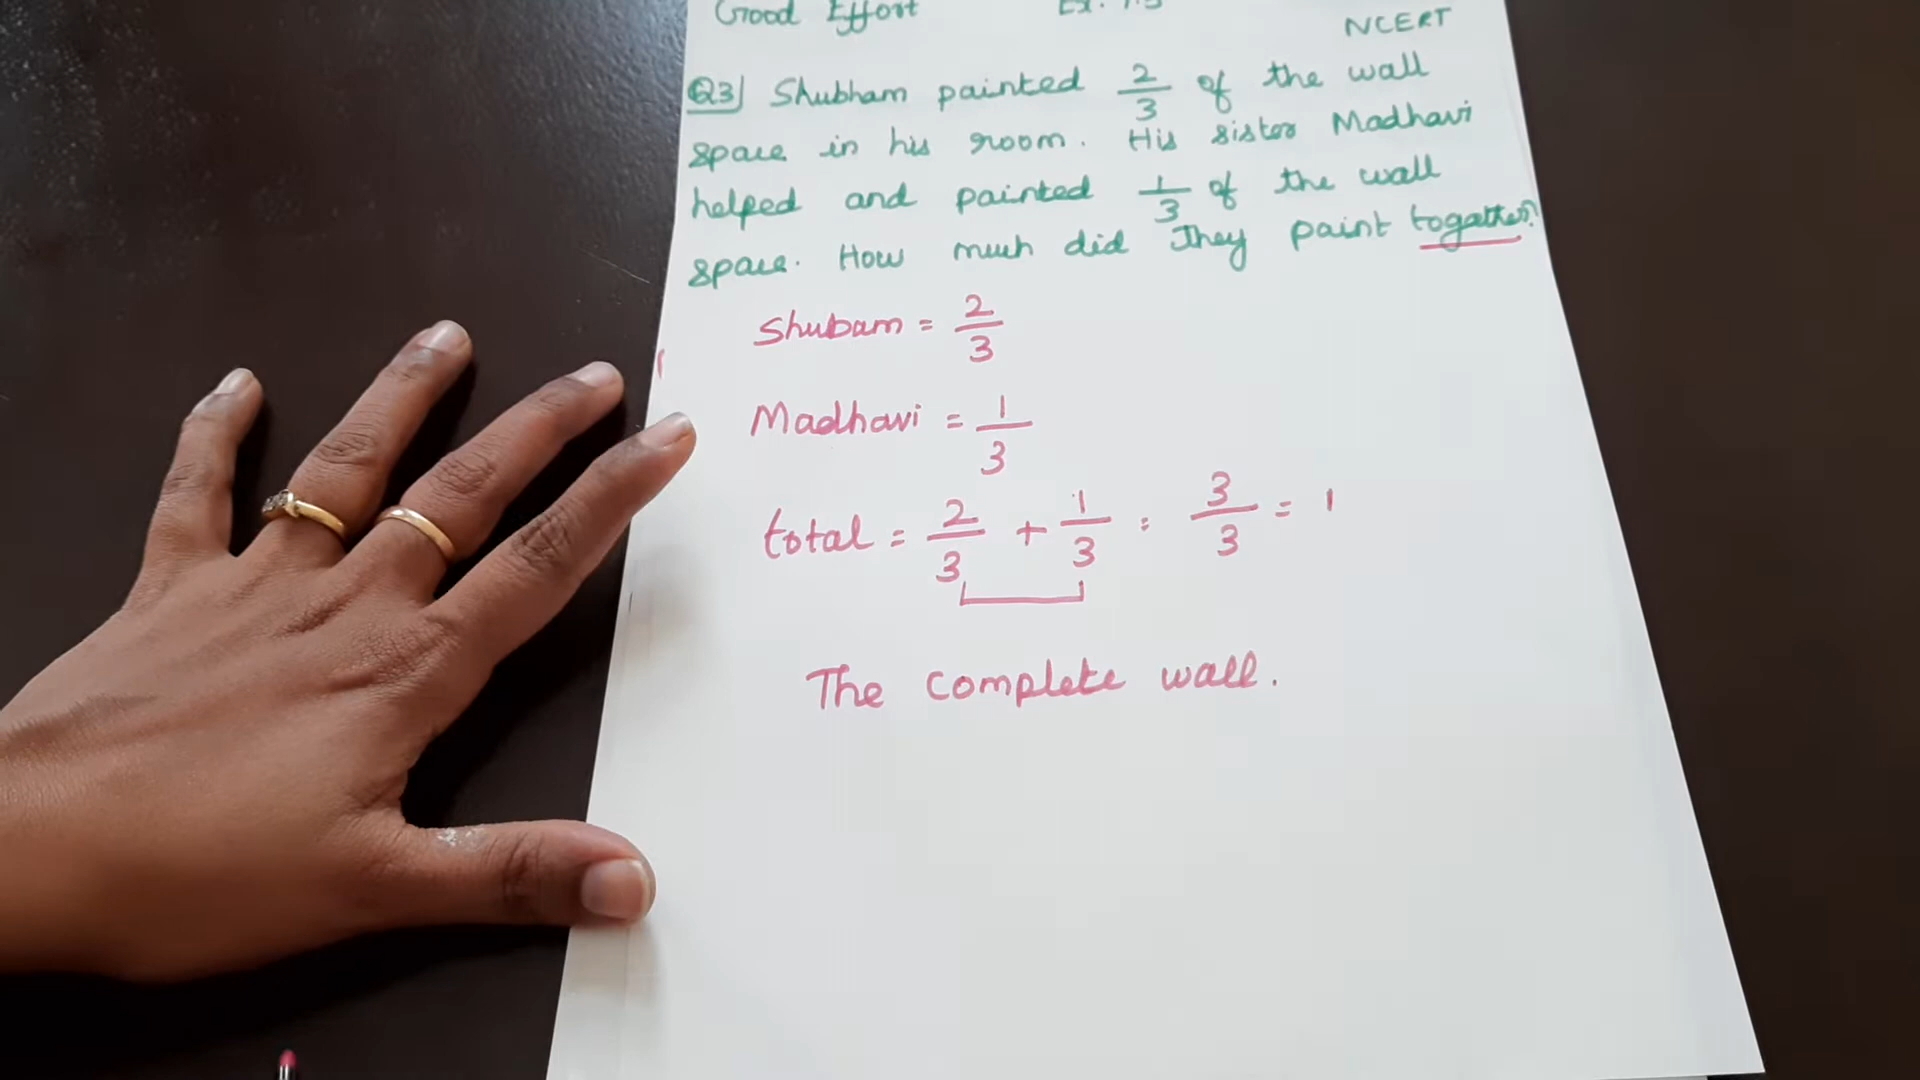 Good Effort
NCERT
Q3) Shubham painted 2/3 of the wall
space in his room. His sister Madhavi
helped and painted 1/3 of the wall
space. How much did they paint togather?
Shubam = 2/3
Madhavi = 1/3
total = 2/3 + 1/3 = 3/3 = 1
The complete wall.